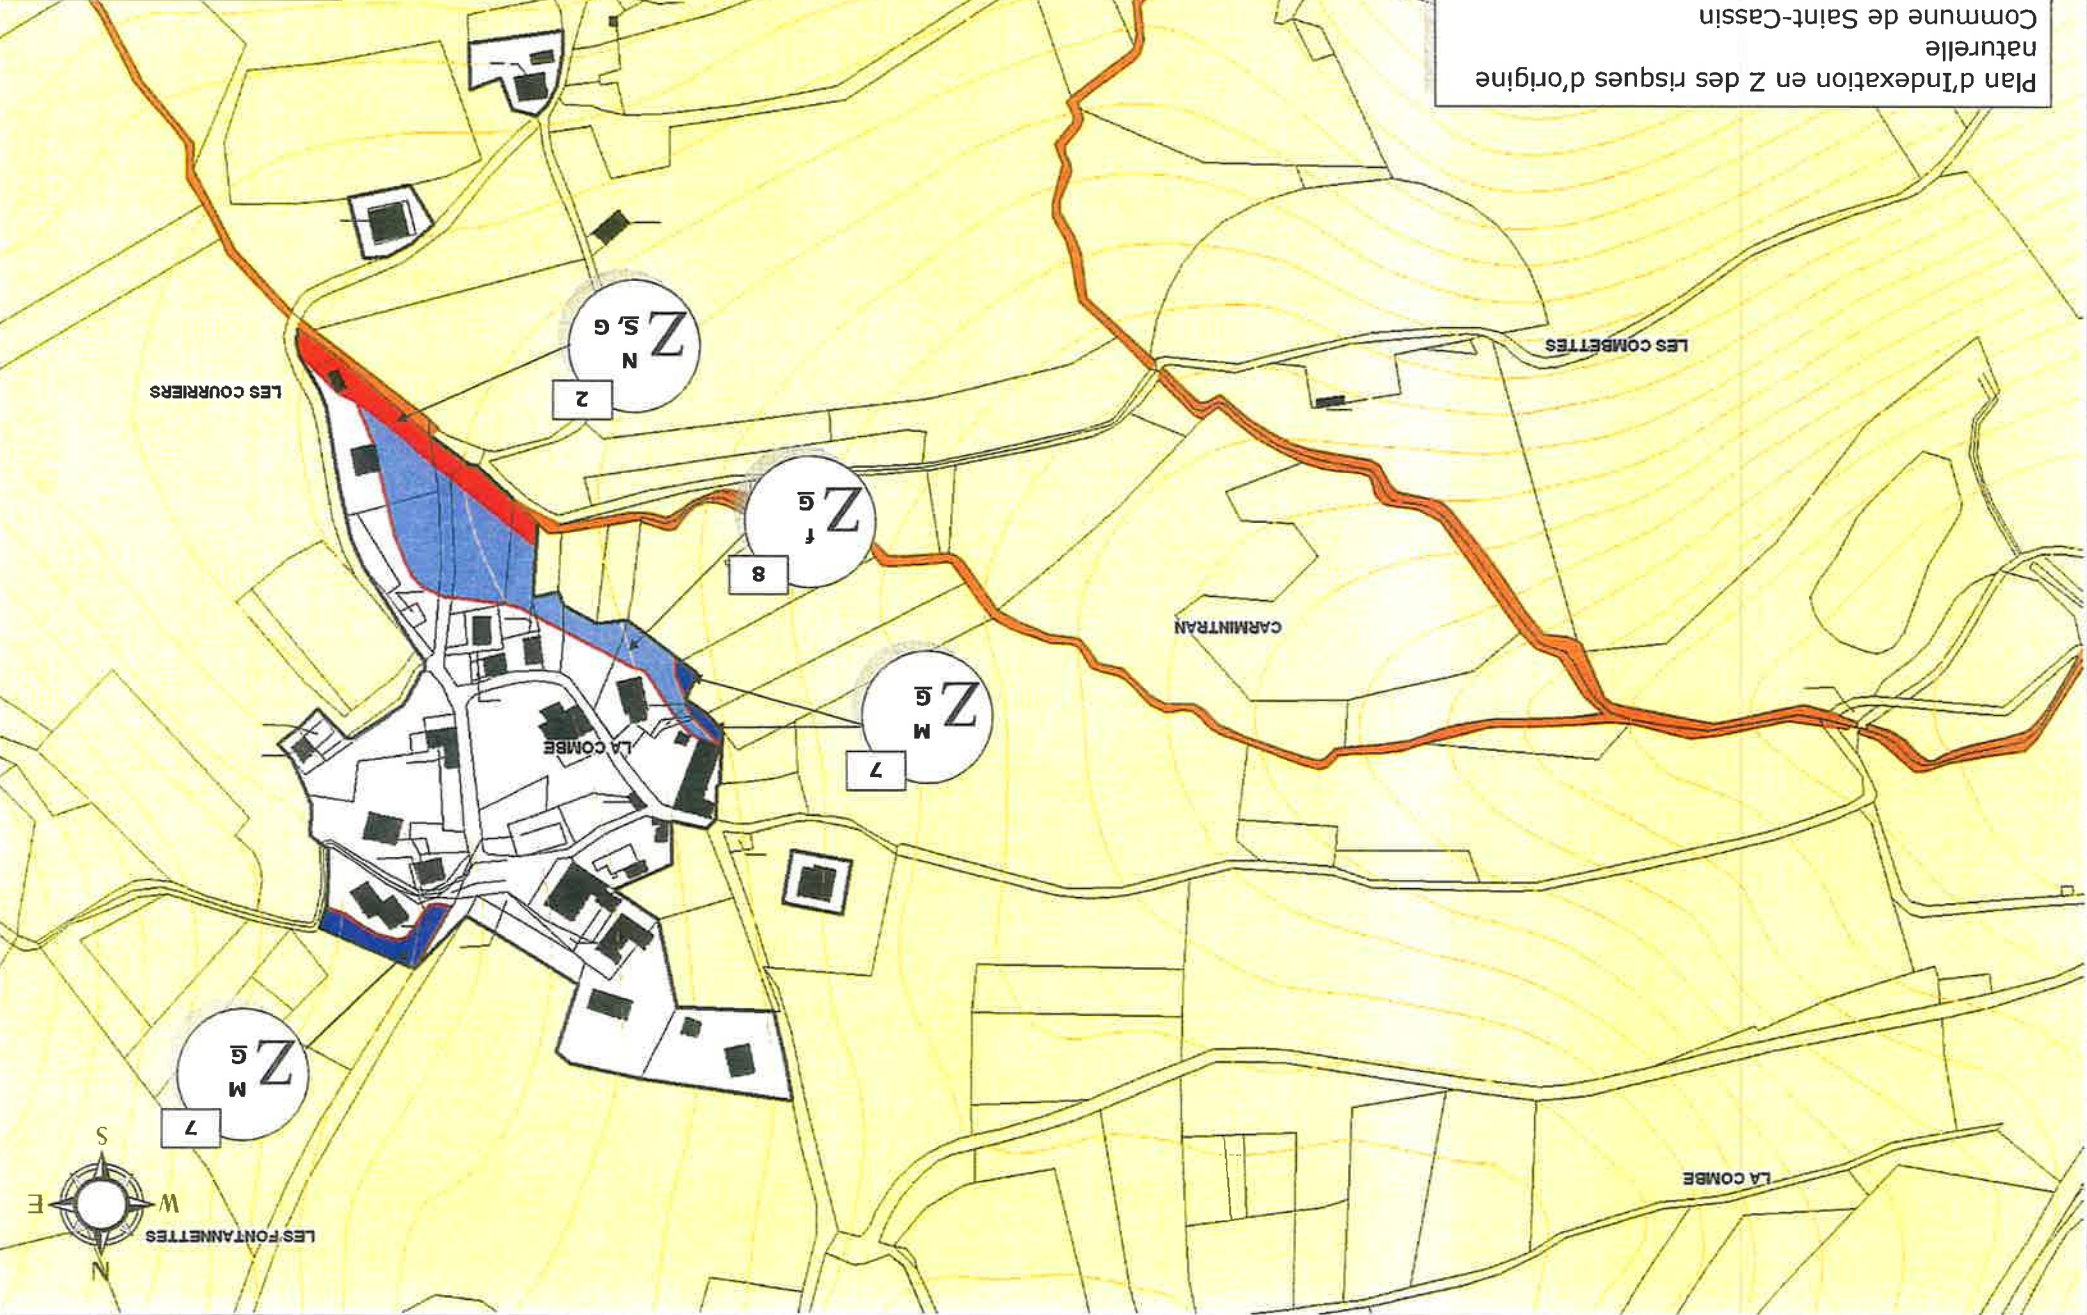 N
LES FONTANNETTES
W E
LA COMBE
S
7
M
Z G
7
M
Z G
LA COMBE
CARMINTRAN
8
f
Z G
2
N
Z S, G
LES COURRIERS
LES COMBETTES
Plan d'Indexation en Z des risques d'origine
naturelle
Commune de Saint-Cassin